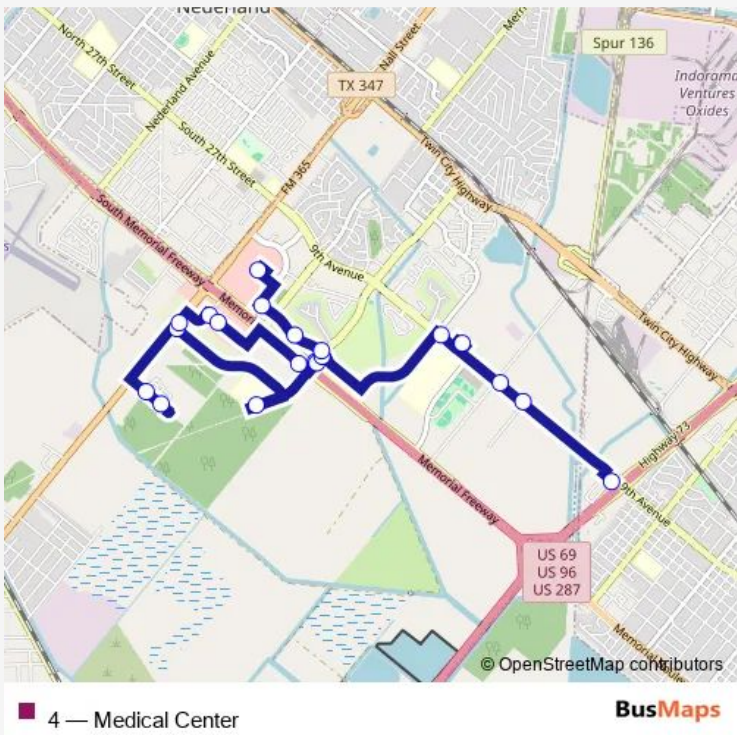 Nederland
North 27th Street
Nederland Avenue
South 27th Street
Nall Street
TX 347
Spur 136
Indorama
Ventures
Oxides
Twin City Highway
FM 365
South Memorial Freeway
9th Avenue
Memori
Twin City Highway
Highway 73
9th Avenue
Memorial Freeway
US 69
US 96
US 287
© OpenStreetMap contributors
4 — Medical Center
BusMaps